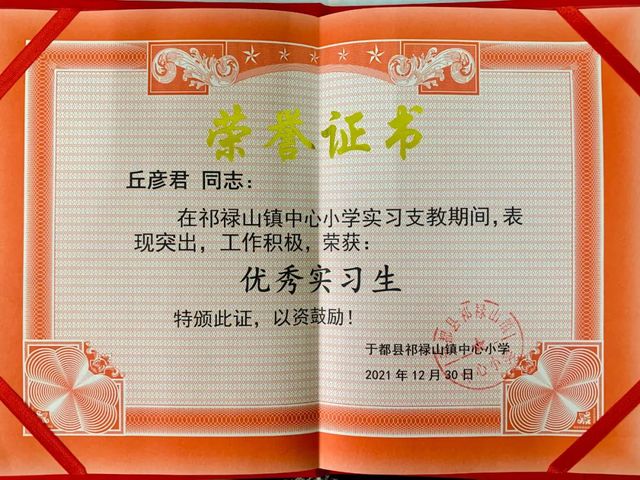 荣誉证书
丘彦君 同志：
在祁禄山镇中心小学实习支教期间，表
现突出，工作积极，荣获：
优秀实习生
特颁此证，以资鼓励！
于都县祁禄山镇中心小学
2021年12月30日